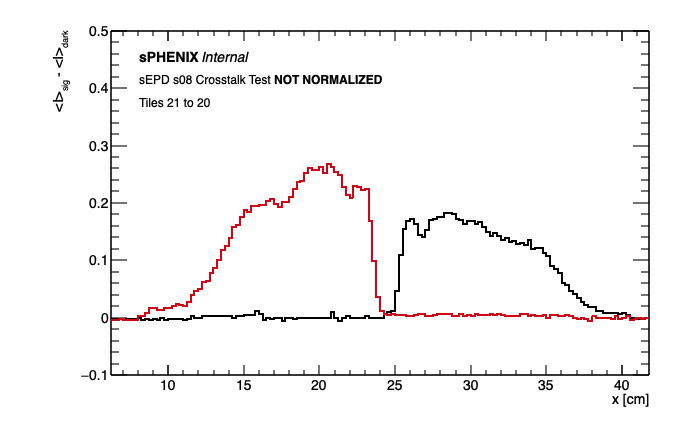 <I>sig - <I>dark
0.5
0.4
0.3
0.2
0.1
0
−0.1
sPHENIX Internal
sEPD s08 Crosstalk Test NOT NORMALIZED
Tiles 21 to 20
10 15 20 25 30 35 40
x [cm]